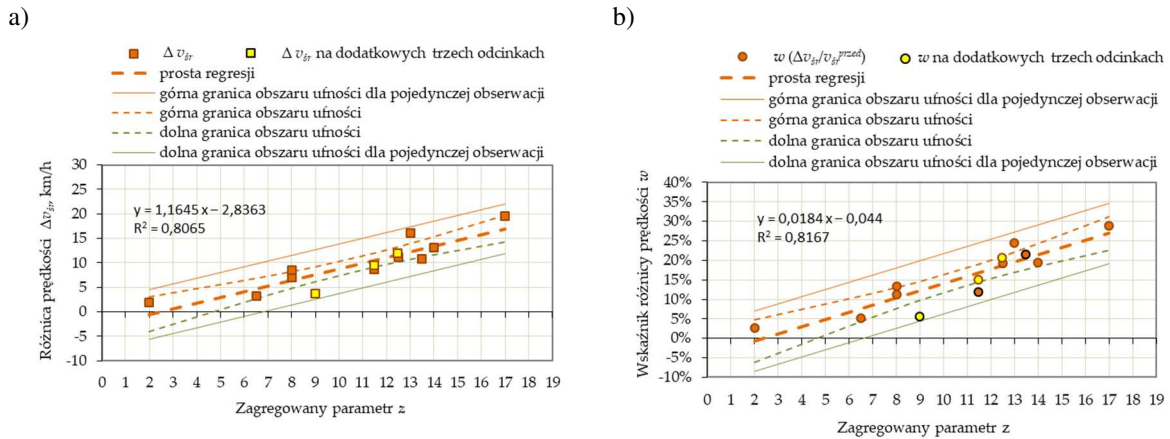 a)
Δ vśr Δ vśr na dodatkowych trzech odcinkach
prosta regresji
górna granica obszaru ufności dla pojedynczej obserwacji
górna granica obszaru ufności
dolna granica obszaru ufności
dolna granica obszaru ufności dla pojedynczej obserwacji
Różnica prędkości Δvśr, km/h
30
25
20
15
10
5
0
-5
-10
y = 1,1645 x – 2,8363
R² = 0,8065
0 1 2 3 4 5 6 7 8 9 10 11 12 13 14 15 16 17 18 19
Zagregowany parametr z
b)
w (Δvśr/vśrprzed) w na dodatkowych trzech odcinkach
prosta regresji
górna granica obszaru ufności dla pojedynczej obserwacji
górna granica obszaru ufności
dolna granica obszaru ufności
dolna granica obszaru ufności dla pojedynczej obserwacji
Wskaźnik różnicy prędkości w
40%
35%
30%
25%
20%
15%
10%
5%
0%
-5%
-10%
y = 0,0184 x – 0,044
R² = 0,8167
0 1 2 3 4 5 6 7 8 9 10 11 12 13 14 15 16 17 18 19
Zagregowany parametr z